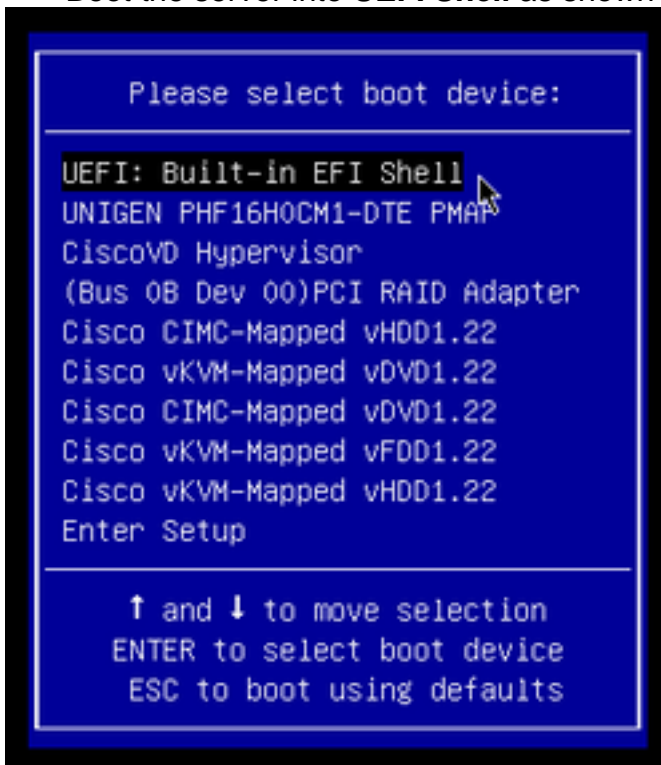 Please select boot device:
UEFI: Built-in EFI Shell
UNIGEN PHF16H0CM1-DTE PMAP
CiscoVD Hypervisor
(Bus 0B Dev 00)PCI RAID Adapter
Cisco CIMC-Mapped vHDD1.22
Cisco vKVM-Mapped vDVD1.22
Cisco CIMC-Mapped vDVD1.22
Cisco vKVM-Mapped vFDD1.22
Cisco vKVM-Mapped vHDD1.22
Enter Setup
↑ and ↓ to move selection
ENTER to select boot device
ESC to boot using defaults